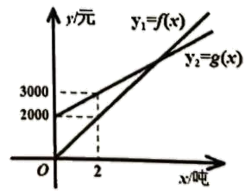 y/元
y₁=f(x)
y₂=g(x)
3000
2000
O
2
x/吨